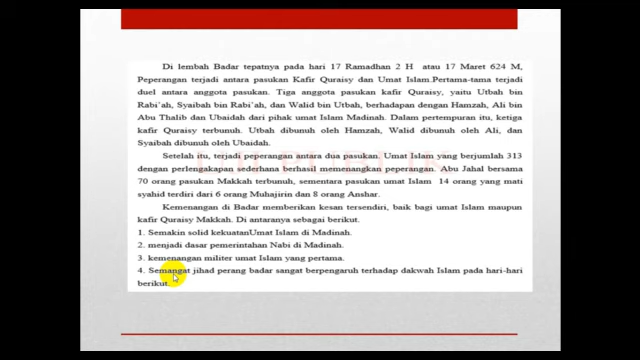 Di lembah Badar tepatnya pada hari 17 Ramadhan 2 H atau 17 Maret 624 M,
Peperangan terjadi antara pasukan Kafir Quraisy dan Umat Islam.Pertama-tama terjadi
duel antara anggota pasukan. Tiga anggota pasukan kafir Quraisy, yaitu Utbah bin
Rabi`ah, Syaibah bin Rabi`ah, dan Walid bin Utbah, berhadapan dengan Hamzah, Ali bin
Abu Thalib dan Ubaidah dari pihak umat Islam Madinah. Dalam pertempuran itu, ketiga
kafir Quraisy terbunuh. Utbah dibunuh oleh Hamzah, Walid dibunuh oleh Ali, dan
Syaibah dibunuh oleh Ubaidah.
Setelah itu, terjadi peperangan antara dua pasukan. Umat Islam yang berjumlah 313
dengan perlengakapan sederhana berhasil memenangkan peperangan. Abu Jahal bersama
70 orang pasukan Makkah terbunuh, sementara pasukan umat Islam 14 orang yang mati
syahid terdiri dari 6 orang Muhajirin dan 8 orang Anshar.
Kemenangan di Badar memberikan kesan tersendiri, baik bagi umat Islam maupun
kafir Quraisy Makkah. Di antaranya sebagai berikut.
1. Semakin solid kekuatanUmat Islam di Madinah.
2. menjadi dasar pemerintahan Nabi di Madinah.
3. kemenangan militer umat Islam yang pertama.
4. Semangat jihad perang badar sangat berpengaruh terhadap dakwah Islam pada hari-hari
berikut.